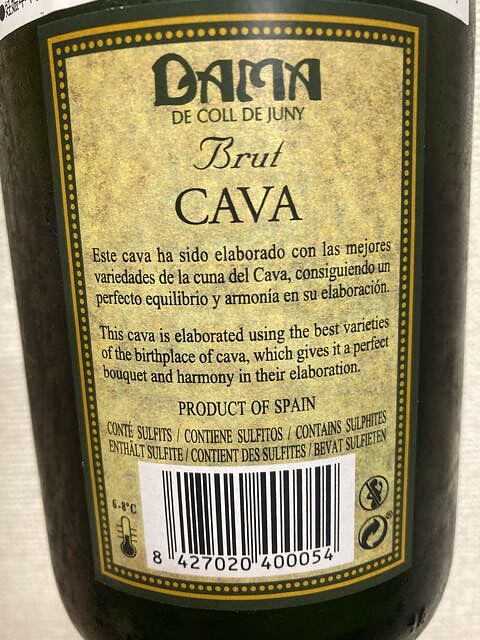 DAMA
DE COLL DE JUNY
Brut
CAVA
Este cava ha sido elaborado con las mejores
variedades de la cuna del Cava, consiguiendo un
perfecto equilibrio y armonía en su elaboración.
This cava is elaborated using the best varieties
of the birthplace of cava, which gives it a perfect
bouquet and harmony in their elaboration.
PRODUCT OF SPAIN
CONTÉ SULFITS / CONTIENE SULFITOS / CONTAINS SULPHITES
ENTHÄLT SULFITE / CONTIENT DES SULFITES / BEVAT SULFIETEN
6-8°C
8 427020 400054